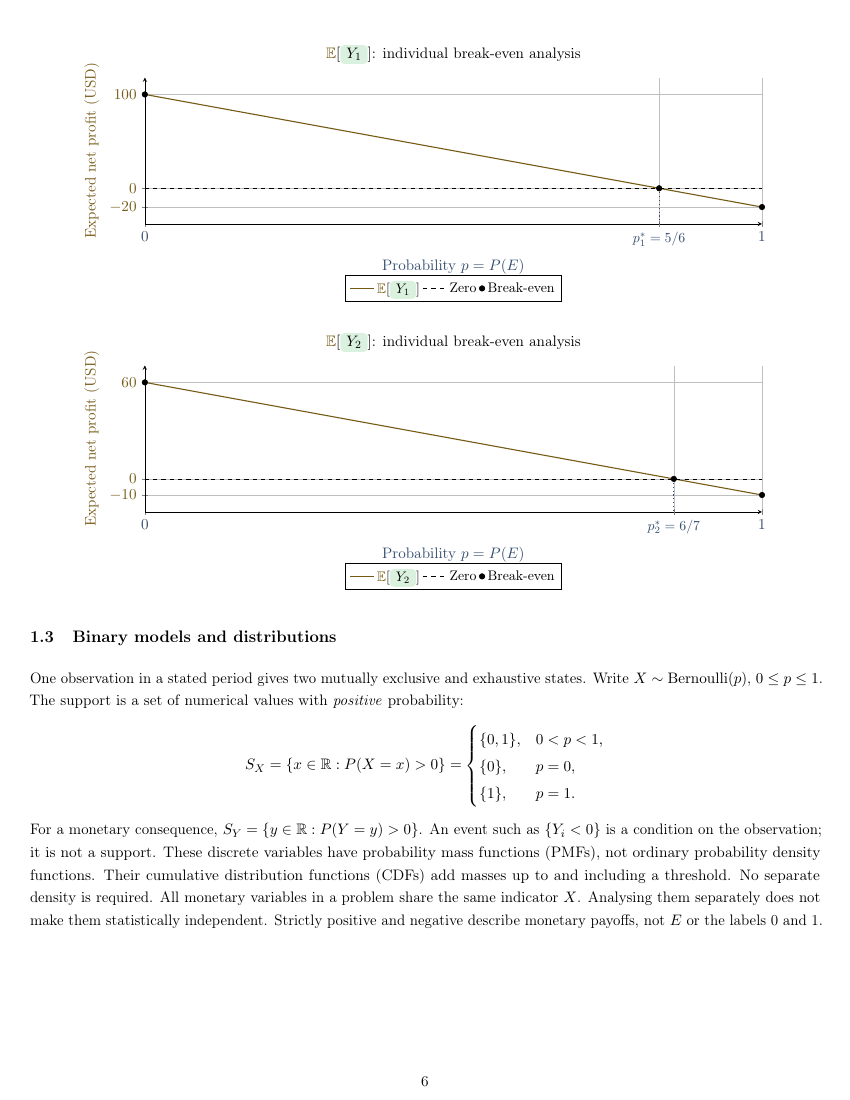 𝔼[ Y₁ ]: individual break-even analysis
Expected net profit (USD)
100
0
−20
0
p₁* = 5/6
1
Probability p = P(E)
𝔼[ Y₁ ] Zero Break-even
𝔼[ Y₂ ]: individual break-even analysis
Expected net profit (USD)
60
0
−10
0
p₂* = 6/7
1
Probability p = P(E)
𝔼[ Y₂ ] Zero Break-even
1.3 Binary models and distributions
One observation in a stated period gives two mutually exclusive and exhaustive states. Write X ∼ Bernoulli(p), 0 ≤ p ≤ 1.
The support is a set of numerical values with positive probability:
S_X = {x ∈ ℝ : P(X = x) > 0} = { {0, 1}, 0 < p < 1,
{0}, p = 0,
{1}, p = 1.
For a monetary consequence, S_Y = {y ∈ ℝ : P(Y = y) > 0}. An event such as {Yᵢ < 0} is a condition on the observation;
it is not a support. These discrete variables have probability mass functions (PMFs), not ordinary probability density
functions. Their cumulative distribution functions (CDFs) add masses up to and including a threshold. No separate
density is required. All monetary variables in a problem share the same indicator X. Analysing them separately does not
make them statistically independent. Strictly positive and negative describe monetary payoffs, not E or the labels 0 and 1.
6